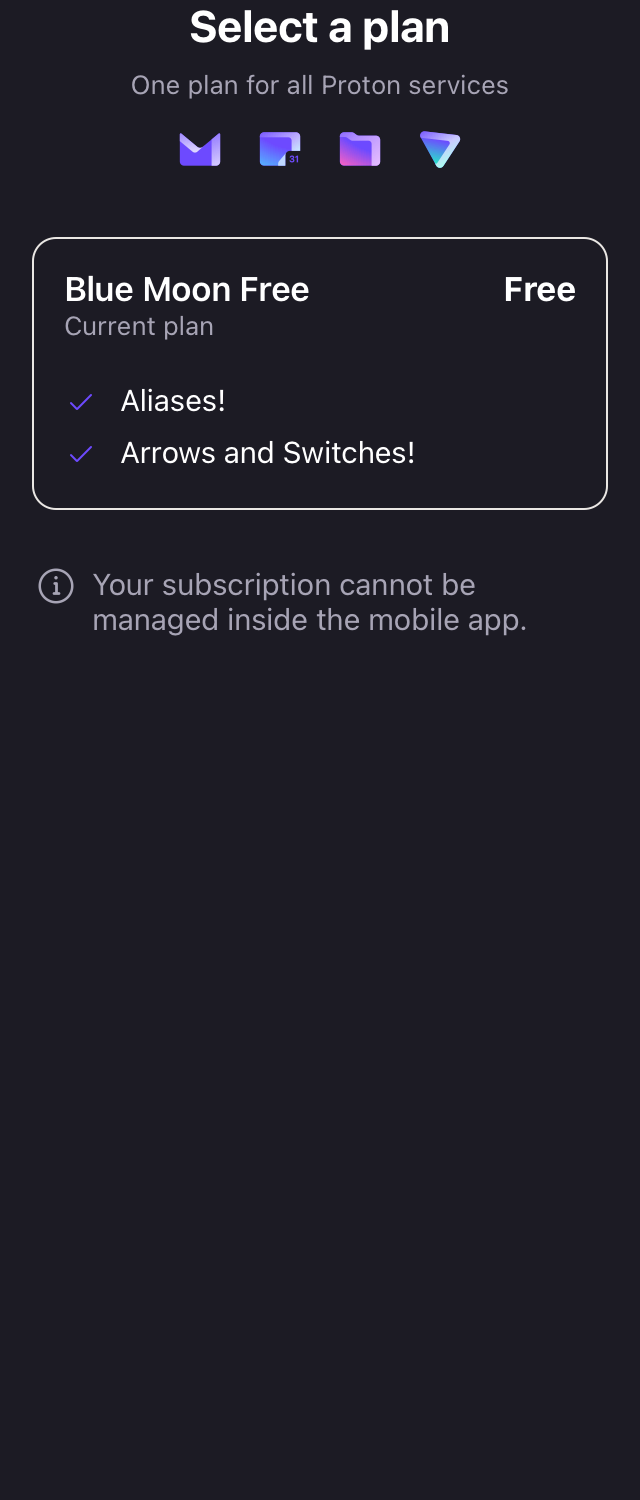 Select a plan
One plan for all Proton services
31
Blue Moon Free
Free
Current plan
Aliases!
Arrows and Switches!
Your subscription cannot be
managed inside the mobile app.